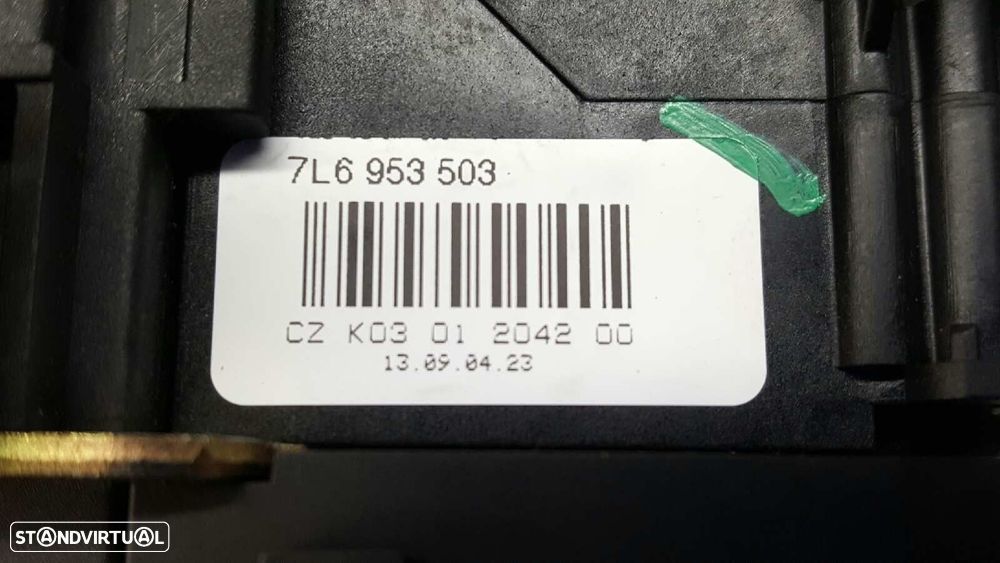 7L6 953 503
CZ K03 01 2042 00
13.09.04.23
STANDVIRTUAL